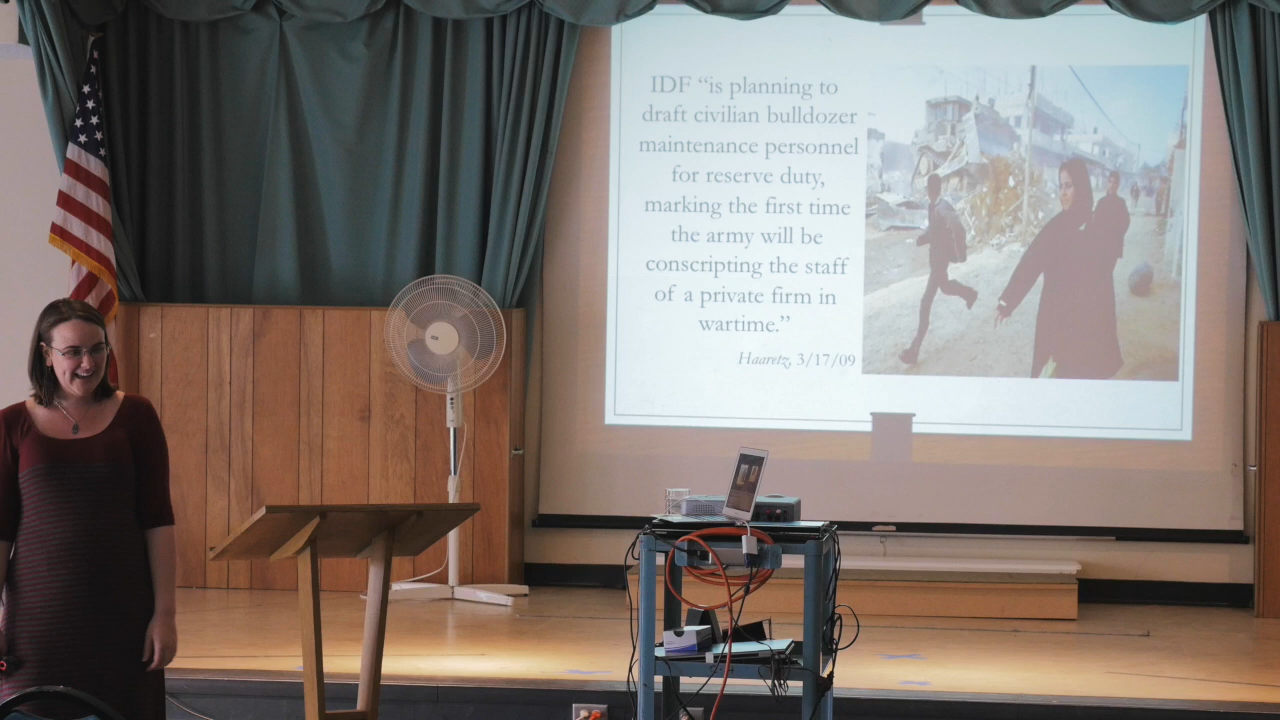 IDF “is planning to
draft civilian bulldozer
maintenance personnel
for reserve duty,
marking the first time
the army will be
conscripting the staff
of a private firm in
wartime.”
Haaretz, 3/17/09